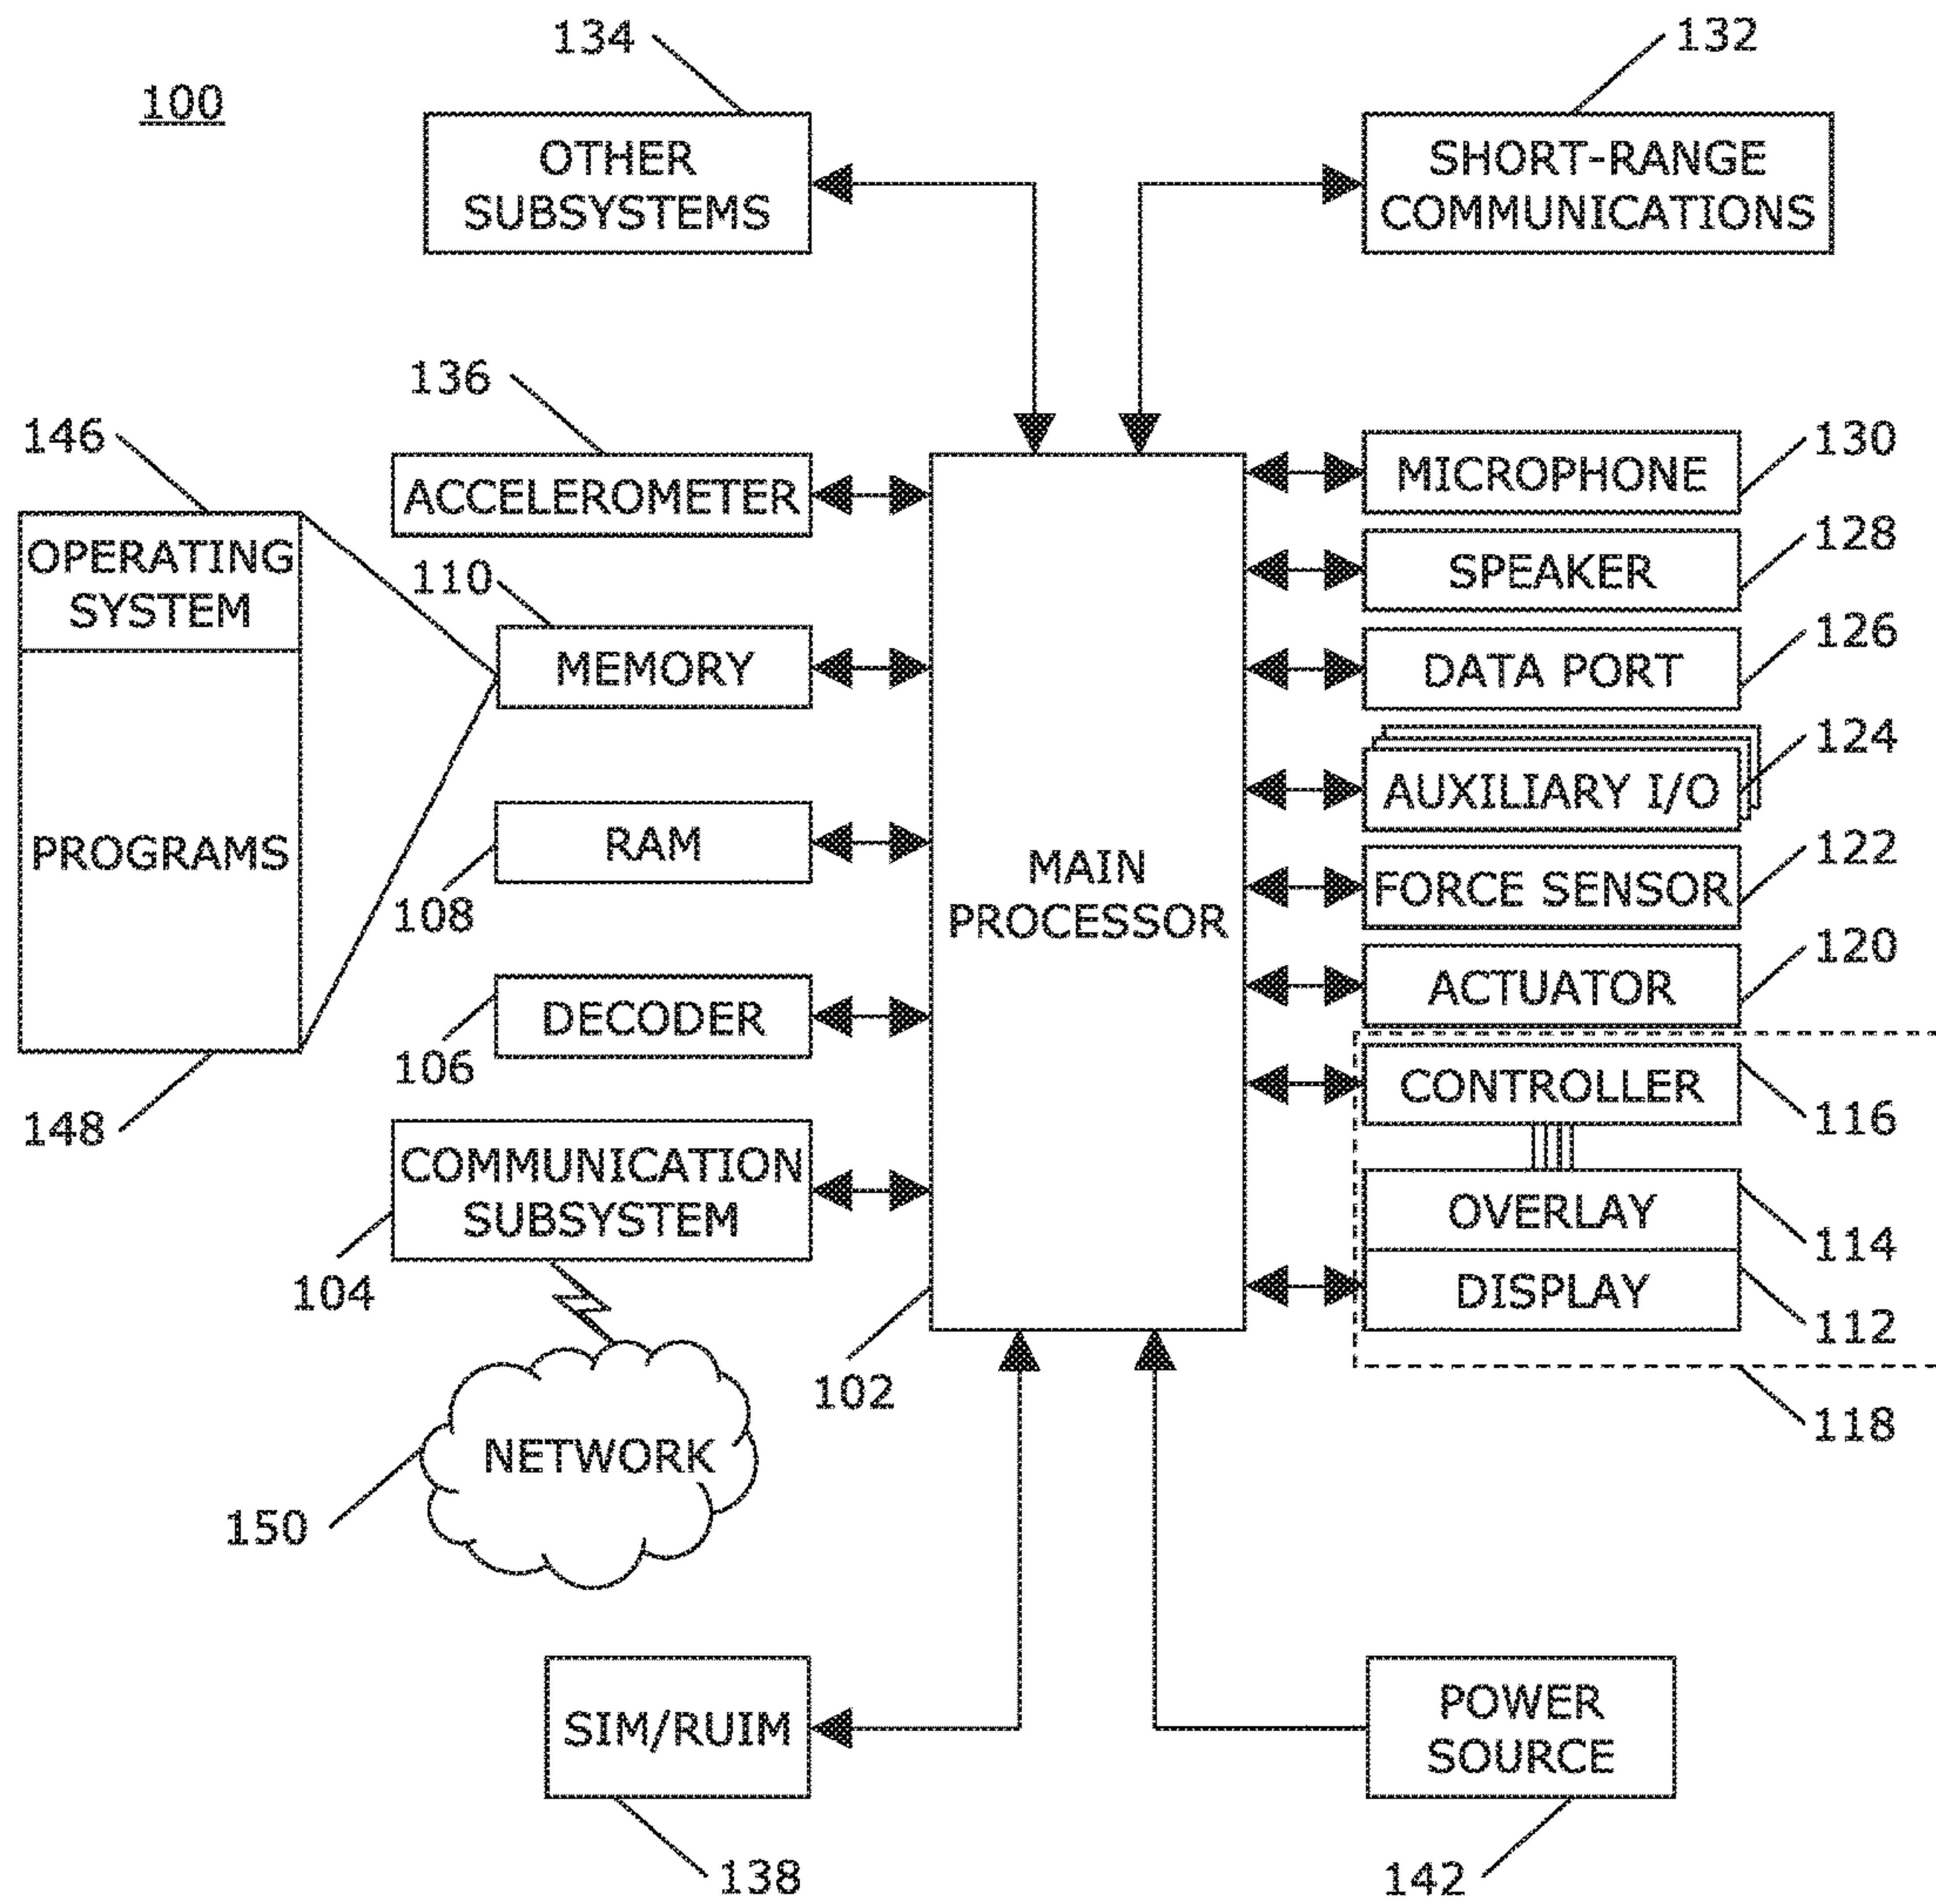 134
132
100
OTHER
SUBSYSTEMS
SHORT-RANGE
COMMUNICATIONS
136
146
ACCELEROMETER
MICROPHONE
130
OPERATING
SYSTEM
110
SPEAKER
128
MEMORY
DATA PORT
126
AUXILIARY I/O
124
PROGRAMS
RAM
108
MAIN
PROCESSOR
FORCE SENSOR
122
ACTUATOR
120
DECODER
106
CONTROLLER
116
148
COMMUNICATION
SUBSYSTEM
104
OVERLAY
114
DISPLAY
112
102
118
NETWORK
150
SIM/RUIM
POWER
SOURCE
138
142